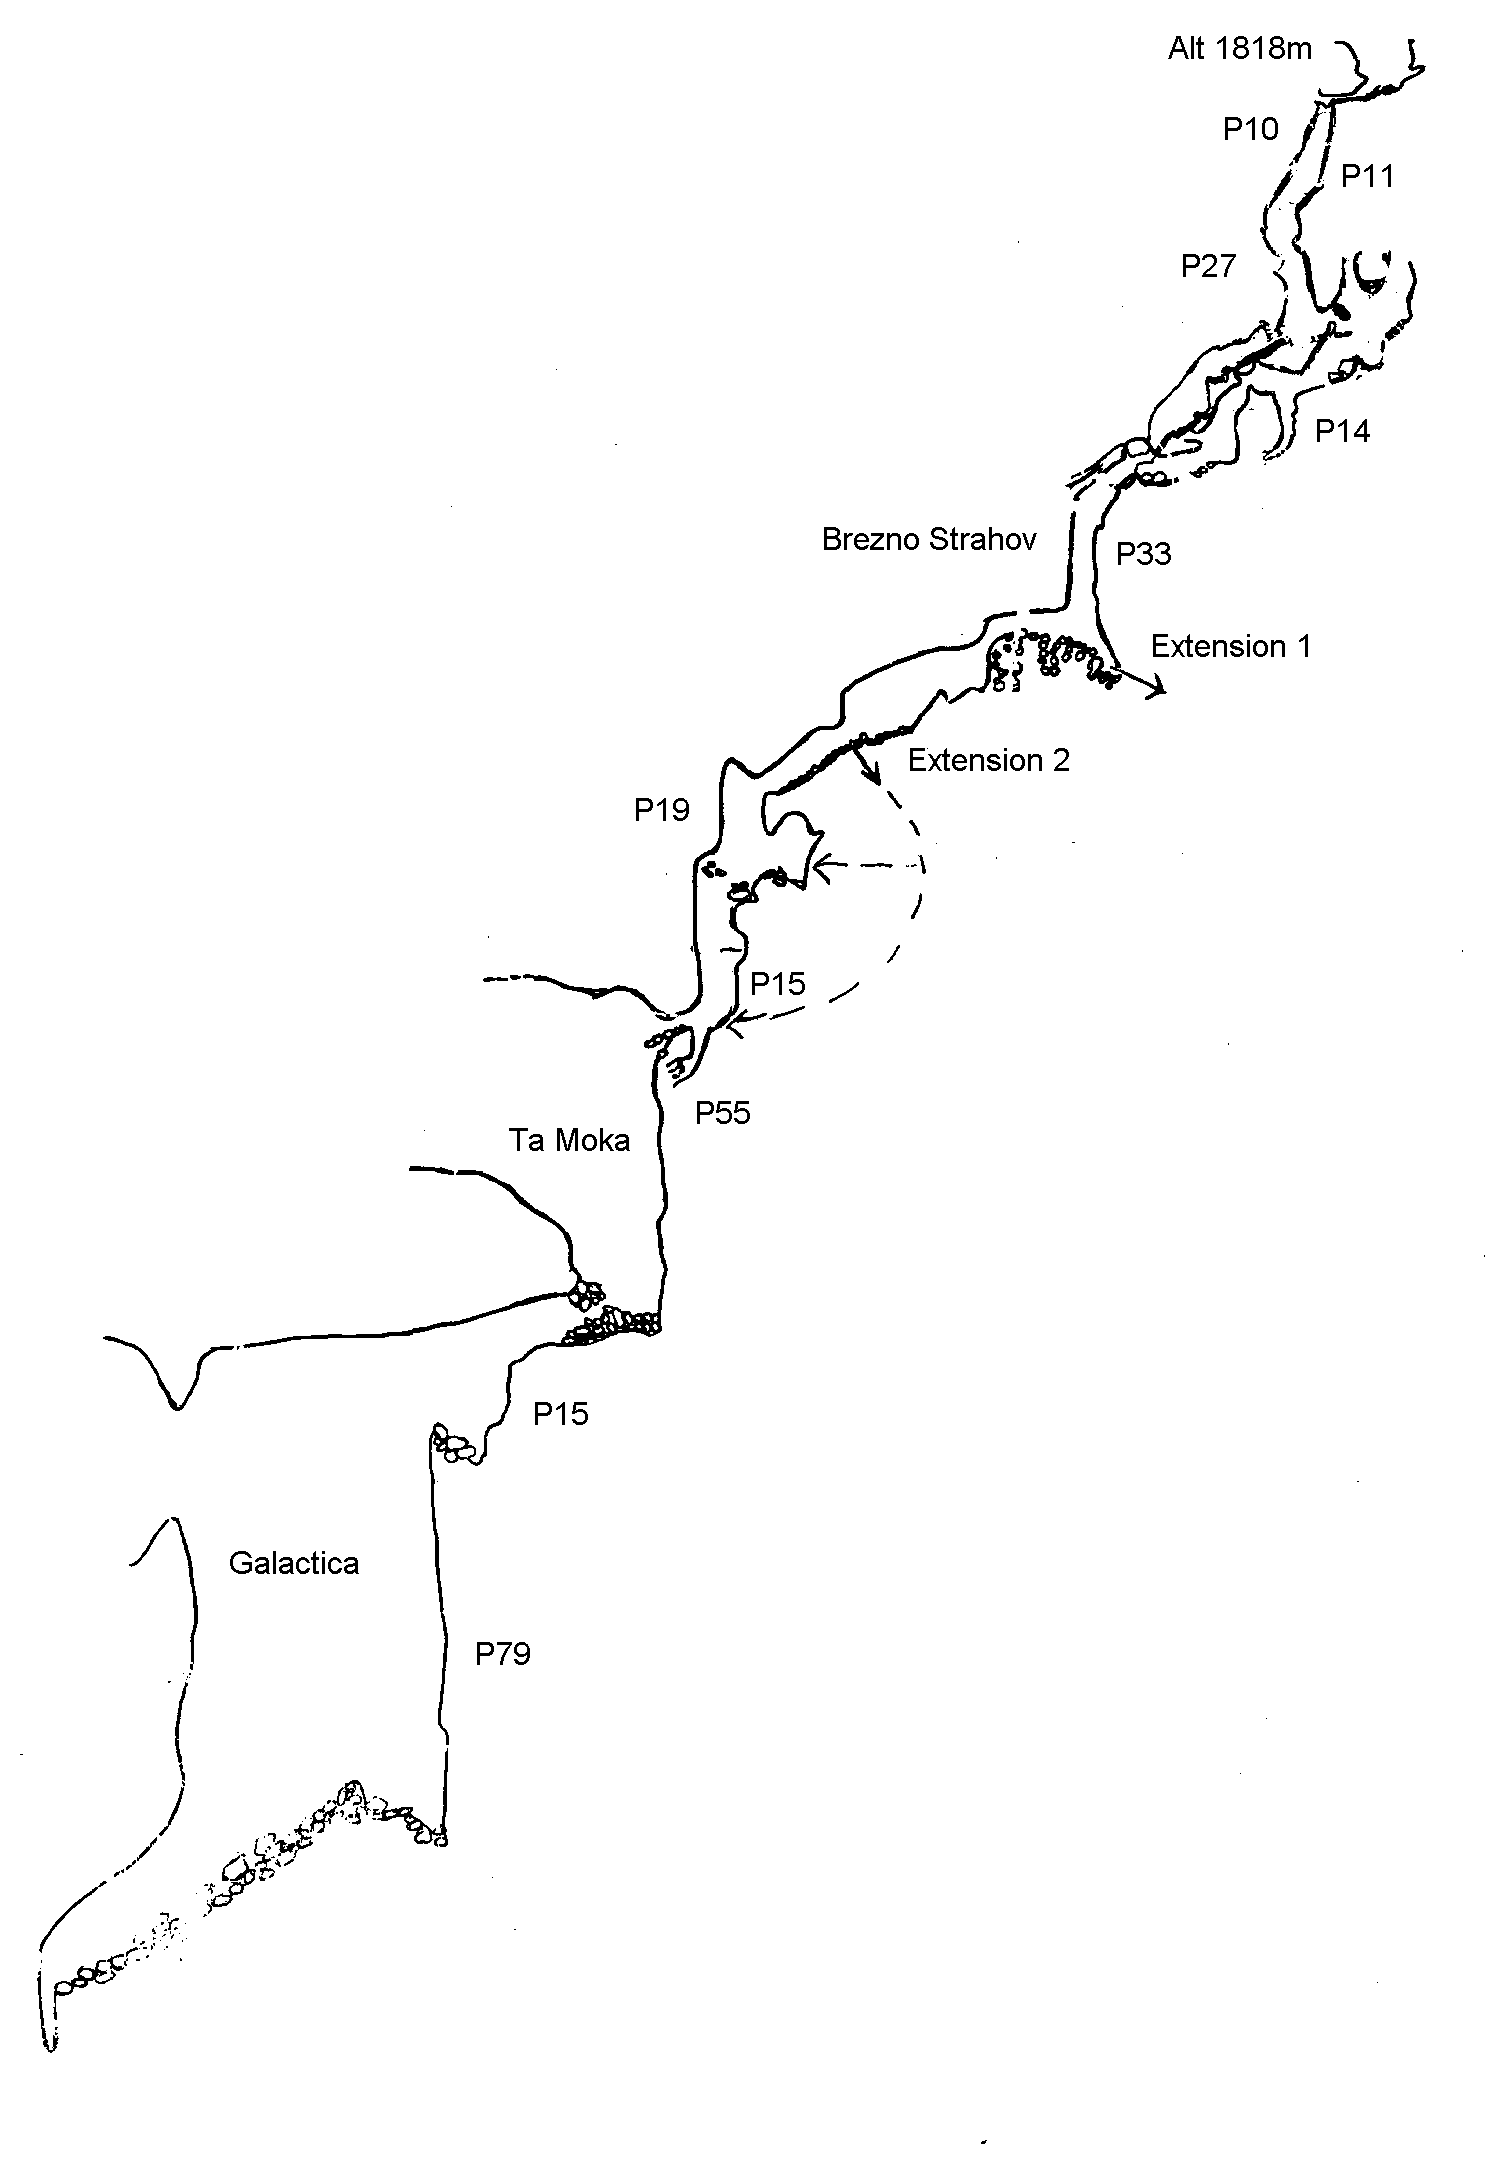 Alt 1818m
P10
P11
P27
P14
Brezno Strahov
P33
Extension 1
Extension 2
P19
P15
P55
Ta Moka
P15
Galactica
P79